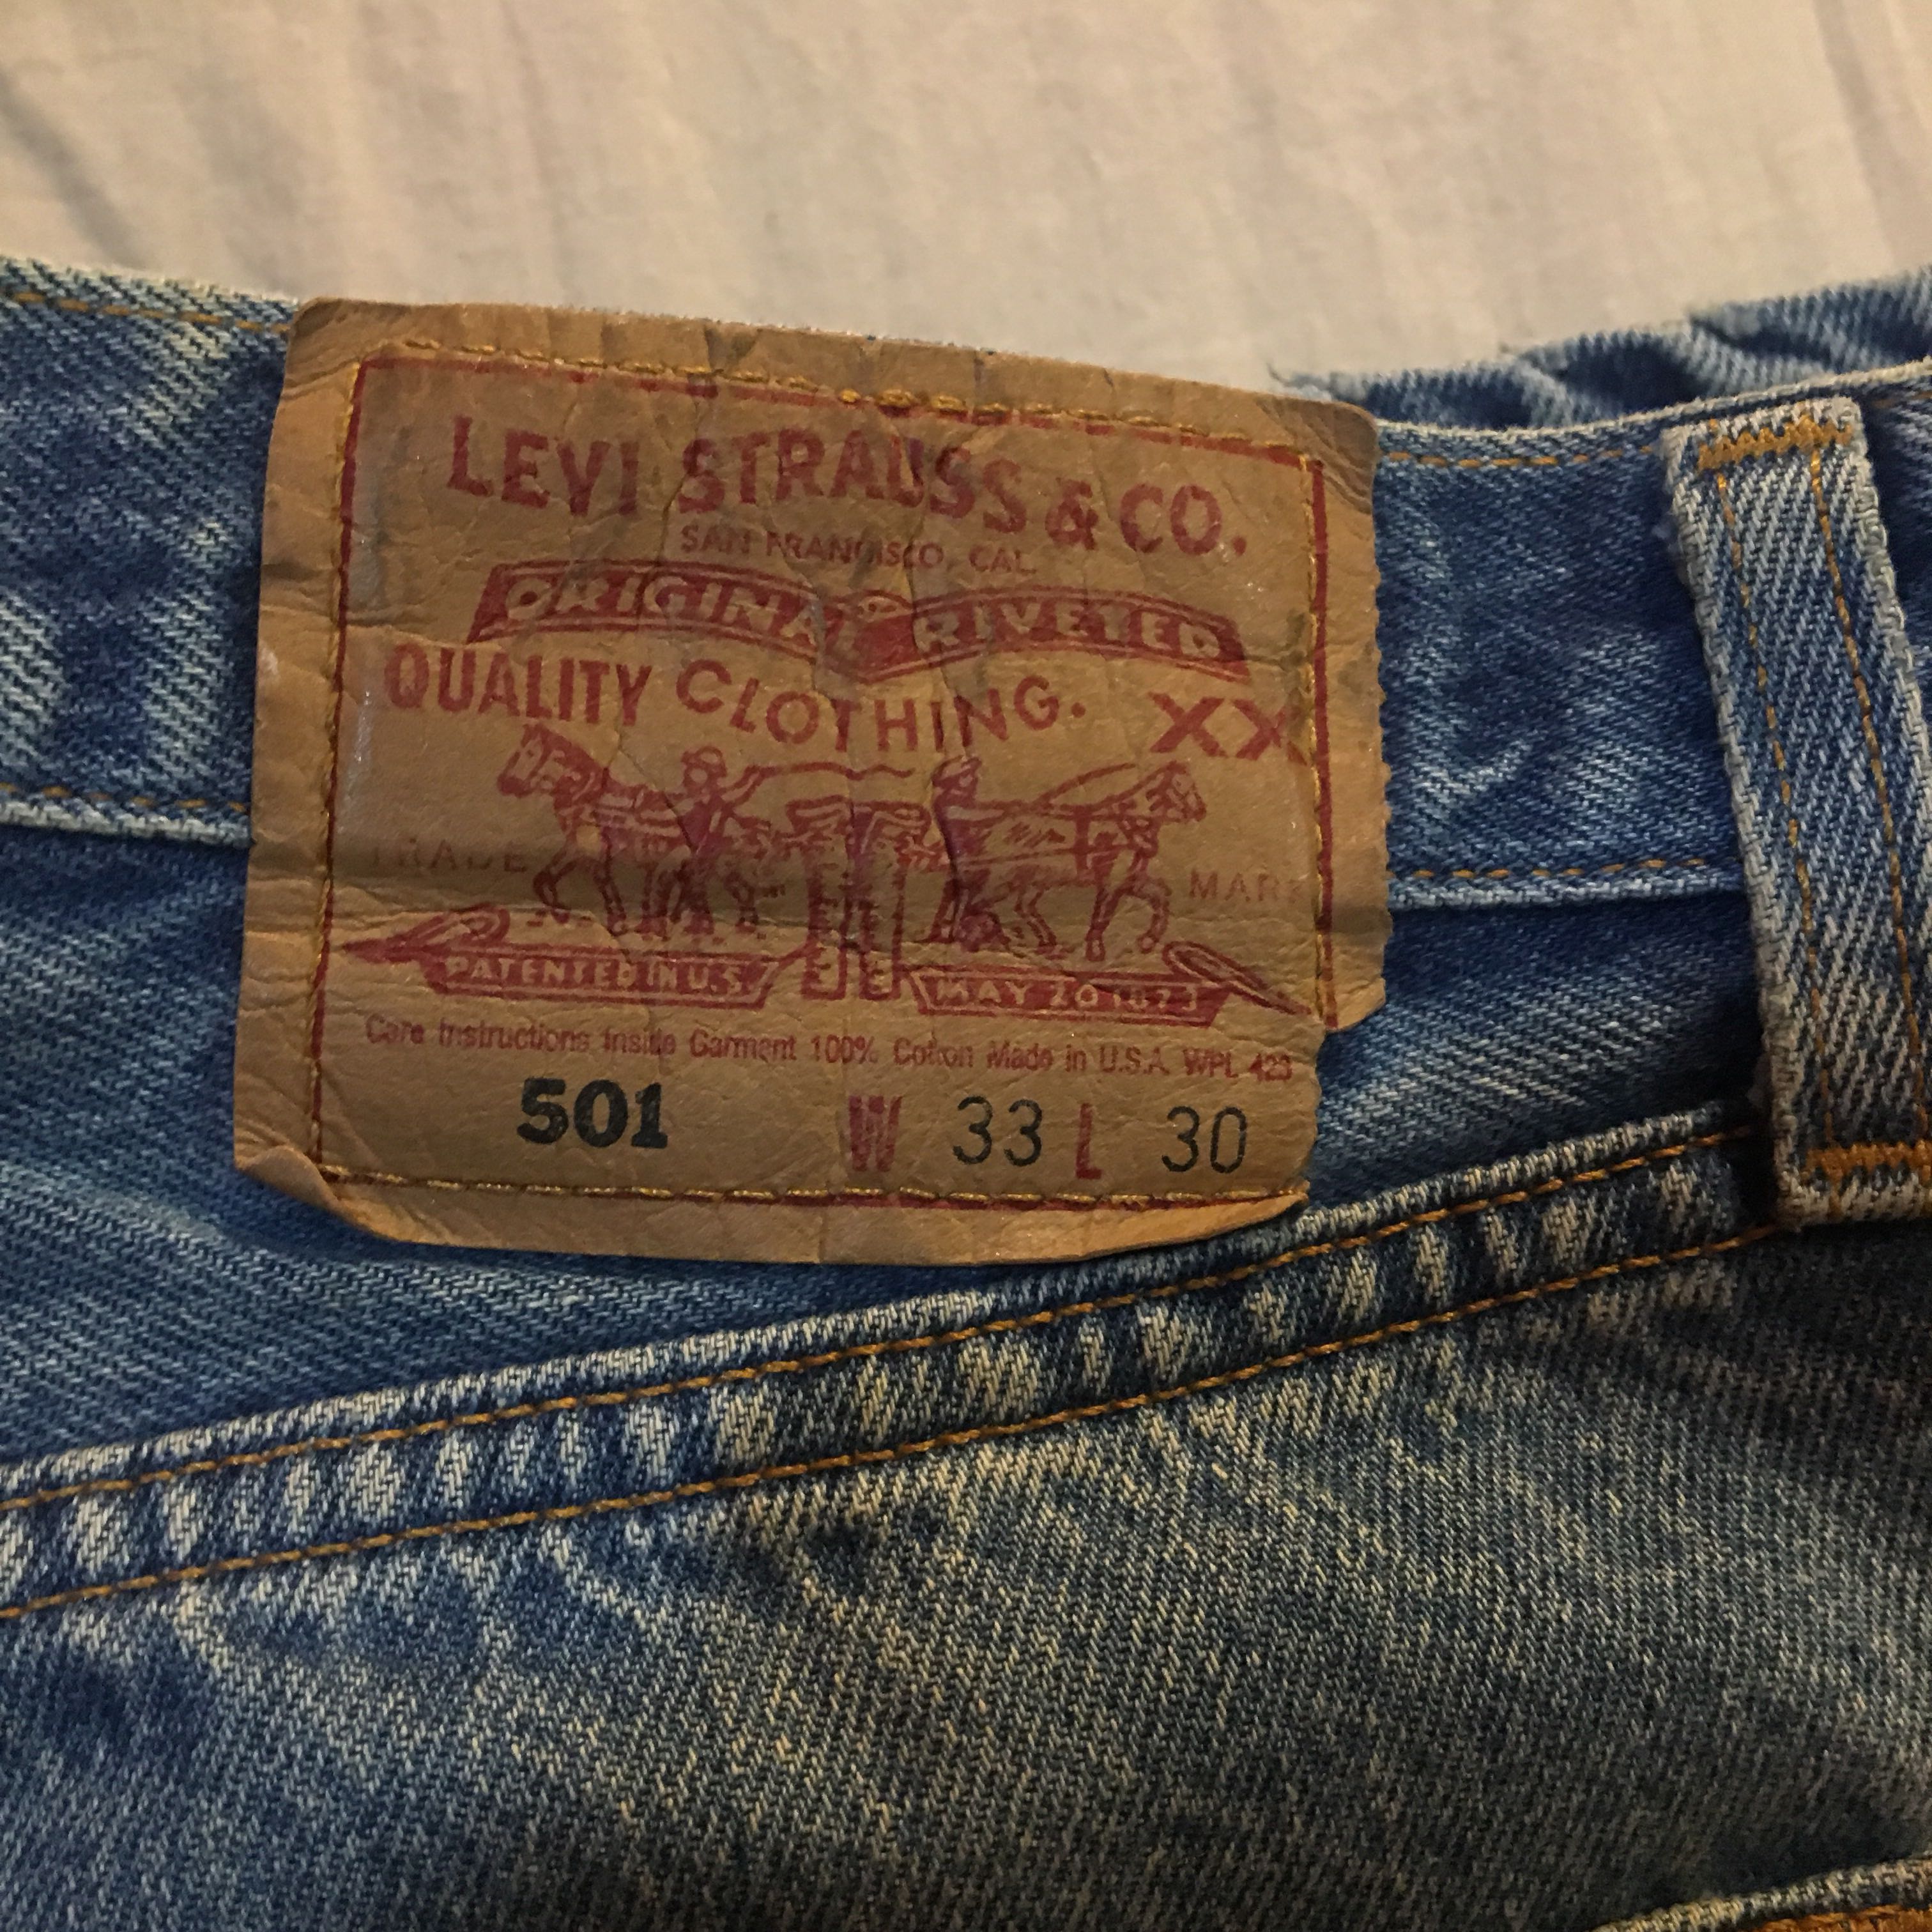 LEVI STRAUSS & CO.
SAN FRANCISCO, CAL.
ORIGINAL RIVETED
QUALITY CLOTHING. XX
TRADE MARK
PATENTED IN U.S. MAY 20 1873
Care Instructions Inside Garment 100% Cotton Made in U.S.A. WPL 423
501 W 33 L 30